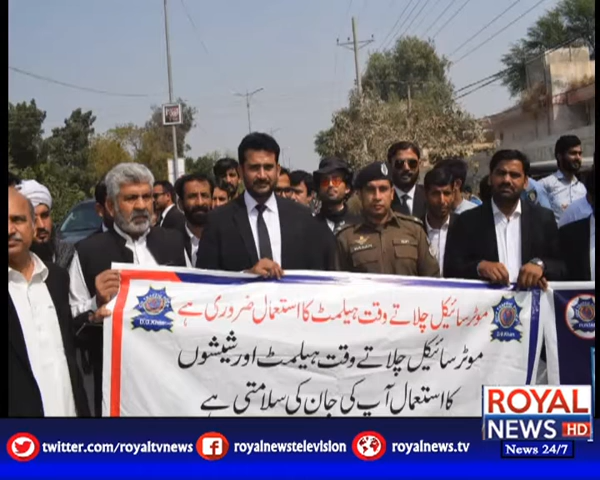 موٹر سائیکل چلاتے وقت ہیلمٹ کا استعمال ضروری ہے
D.G.Khan
موٹر سائیکل چلاتے وقت ہیلمٹ اور شیشوں
کا استعمال آپ کی جان کی سلامتی ہے
ROYAL
NEWS HD
News 24/7
twitter.com/royaltvnews
royalnewstelevision
royalnews.tv